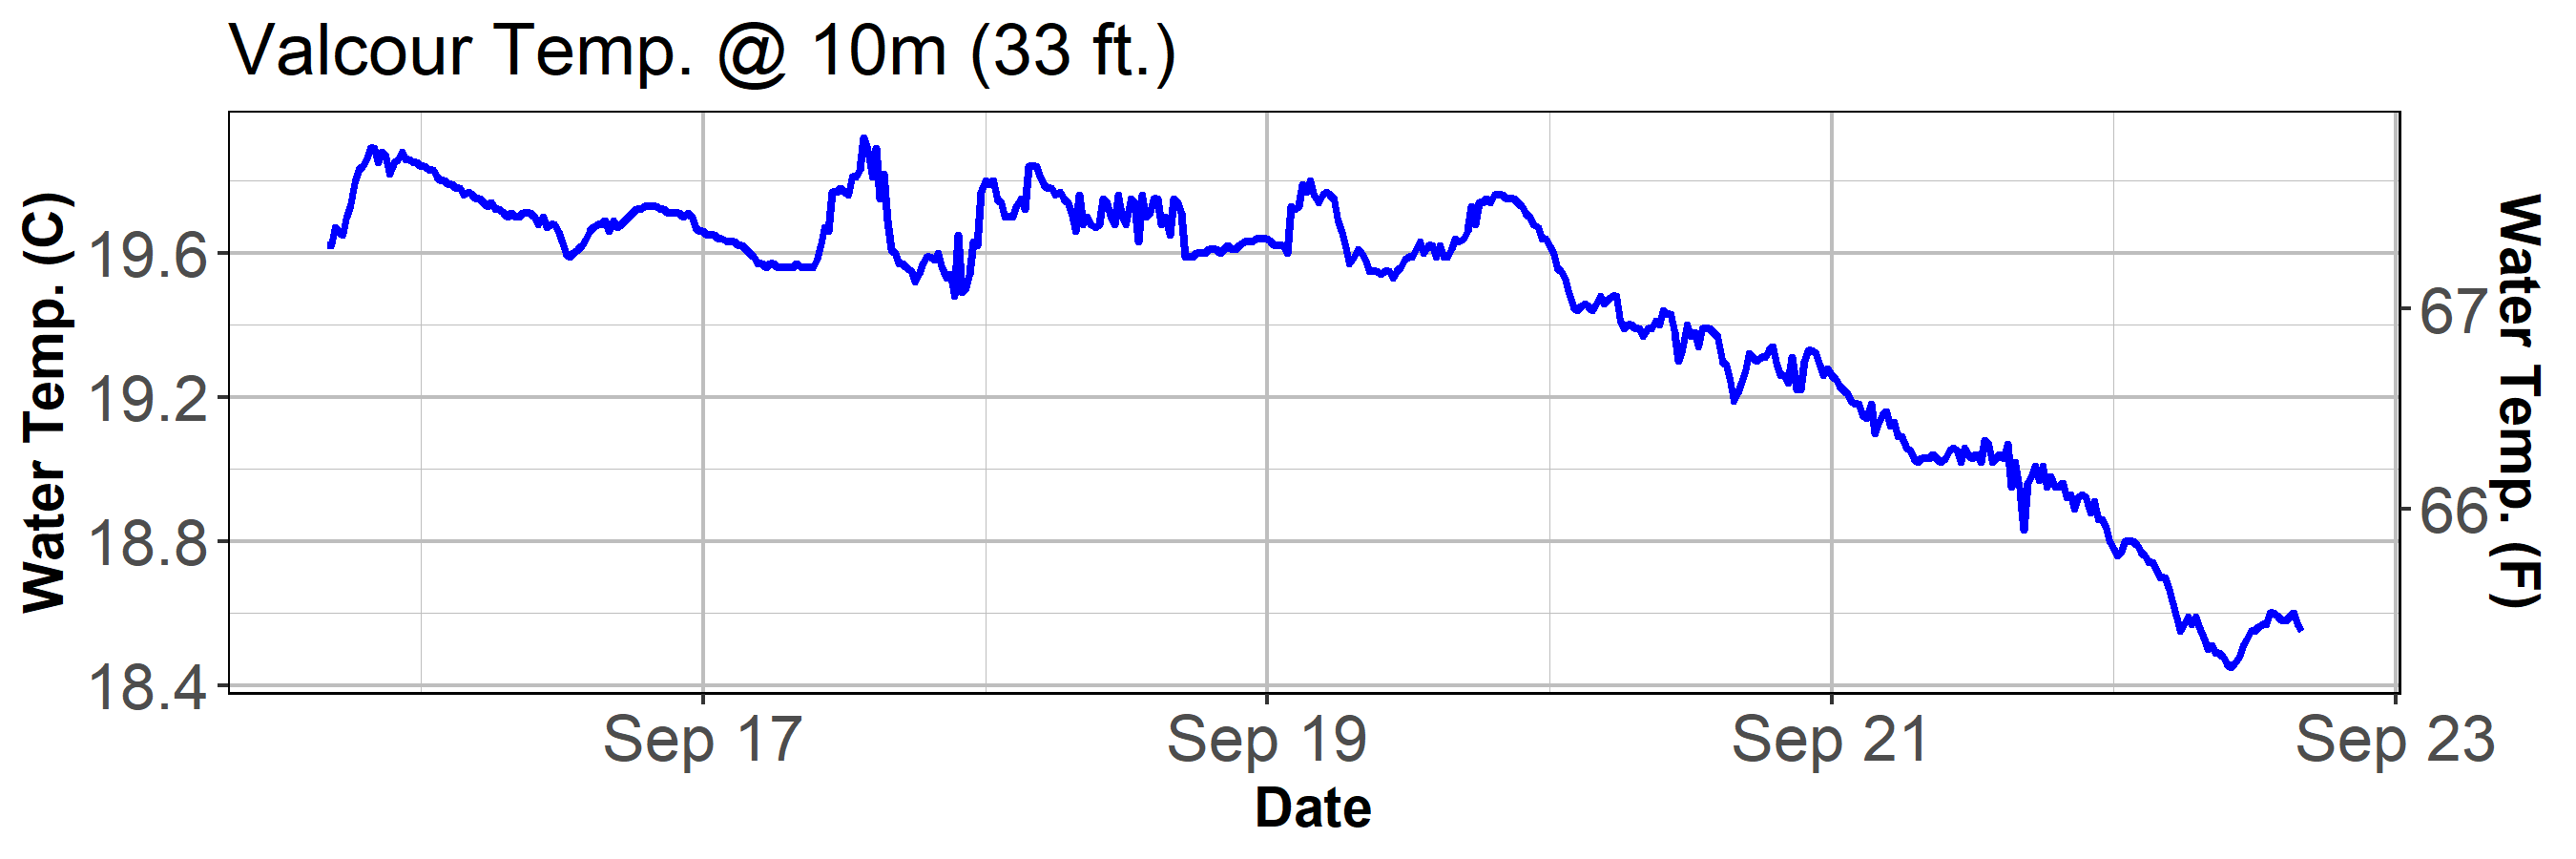 Valcour Temp. @ 10m (33 ft.)
Water Temp. (C)
19.6
19.2
18.8
18.4
67
66
Water Temp. (F)
Sep 17
Sep 19
Sep 21
Sep 23
Date